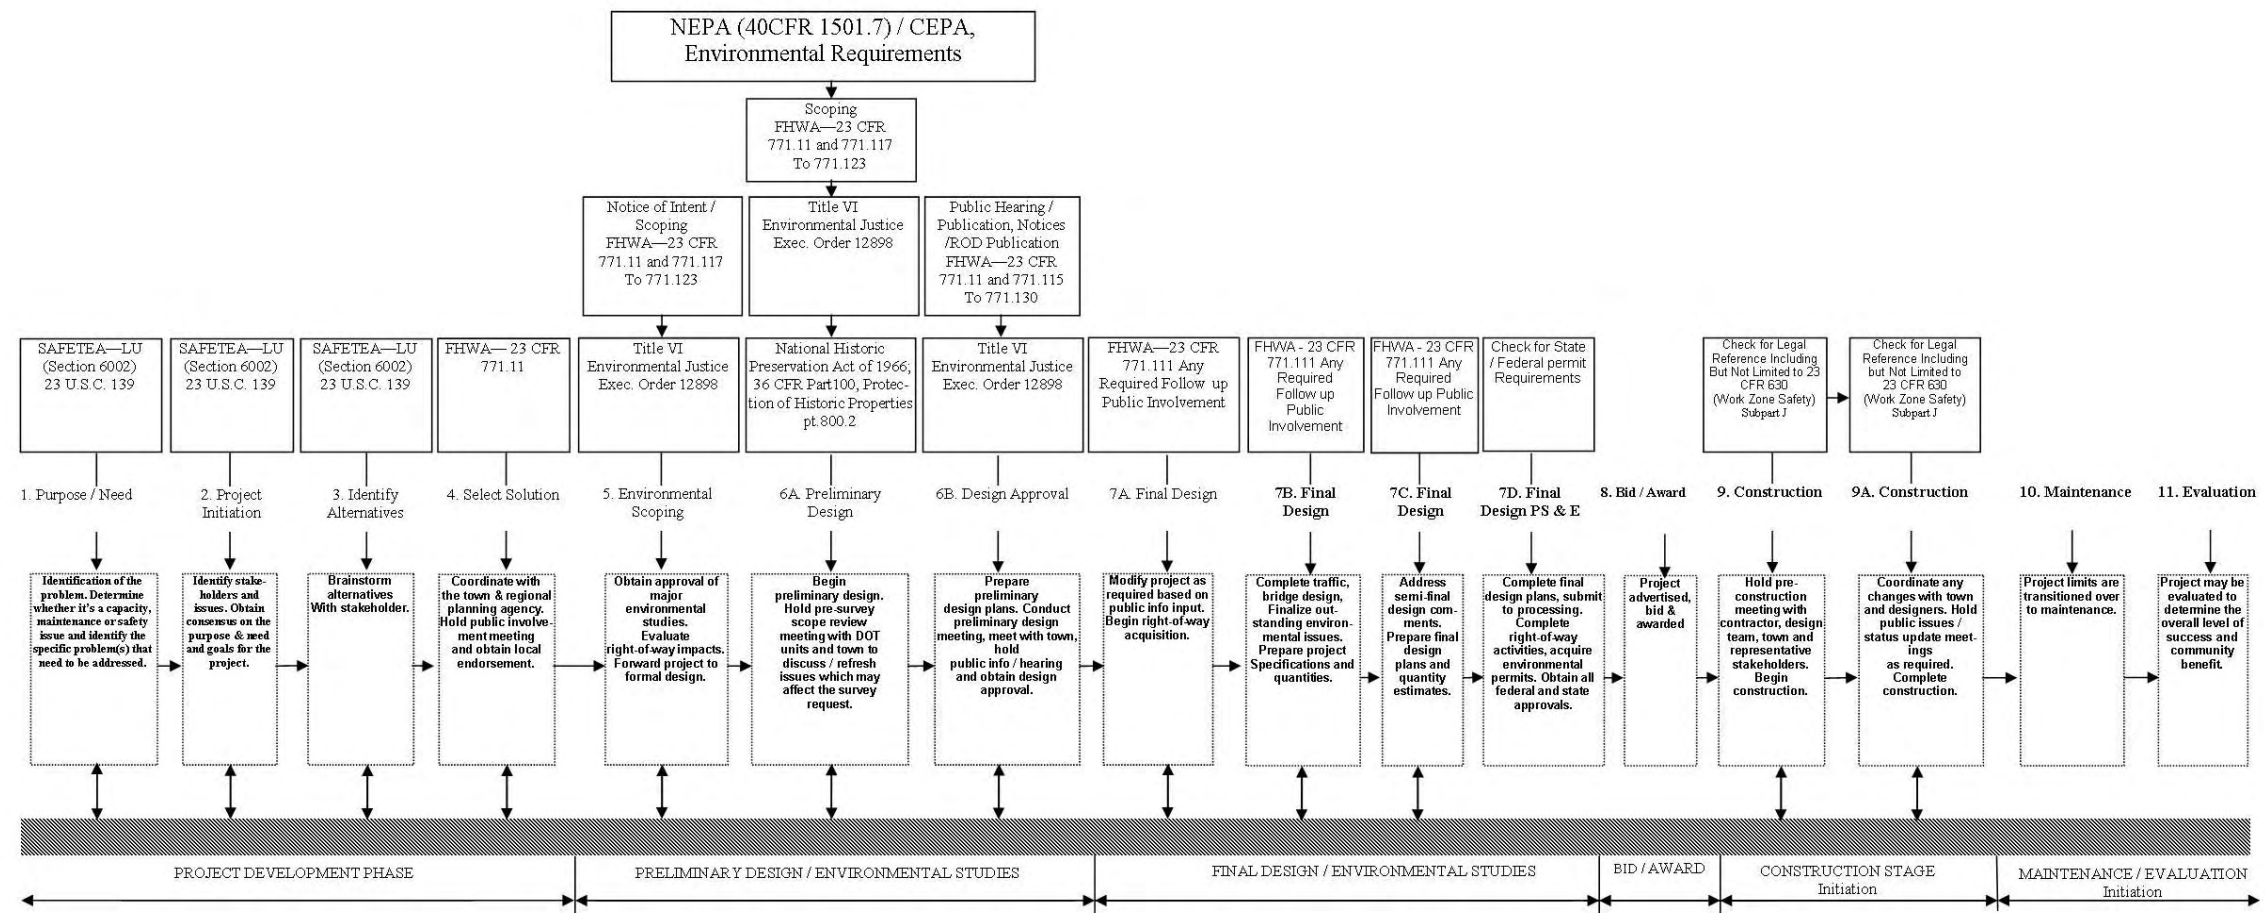 NEPA (40CFR 1501.7) / CEPA,
Environmental Requirements
Scoping
FHWA—23 CFR
771.11 and 771.117
To 771.123
Notice of Intent /
Scoping
FHWA—23 CFR
771.11 and 771.117
To 771.123
Title VI
Environmental Justice
Exec. Order 12898
Public Hearing /
Publication, Notices
/ROD Publication
FHWA—23 CFR
771.11 and 771.115
To 771.130
SAFETEA—LU
(Section 6002)
23 U.S.C. 139
SAFETEA—LU
(Section 6002)
23 U.S.C. 139
SAFETEA—LU
(Section 6002)
23 U.S.C. 139
FHWA— 23 CFR
771.11
Title VI
Environmental Justice
Exec. Order 12898
National Historic
Preservation Act of 1966;
36 CFR Part100, Protec-
tion of Historic Properties
pt.800.2
Title VI
Environmental Justice
Exec. Order 12898
FHWA—23 CFR
771.111 Any
Required Follow up
Public Involvement
FHWA - 23 CFR
771.111 Any
Required
Follow up
Public
Involvement
FHWA - 23 CFR
771.111 Any
Required
Follow up Public
Involvement
Check for State
/ Federal permit
Requirements
Check for Legal
Reference Including
But Not Limited to 23
CFR 630
(Work Zone Safety)
Subpart J
Check for Legal
Reference Including
but Not Limited to
23 CFR 630
(Work Zone Safety)
Subpart J
1. Purpose / Need
2. Project
Initiation
3. Identify
Alternatives
4. Select Solution
5. Environmental
Scoping
6A. Preliminary
Design
6B. Design Approval
7A. Final Design
7B. Final
Design
7C. Final
Design
7D. Final
Design PS & E
8. Bid / Award
9. Construction
9A. Construction
10. Maintenance
11. Evaluation
Identification of the
problem. Determine
whether it's a capacity,
maintenance or safety
issue and identify the
specific problem(s) that
need to be addressed.
Identify stake-
holders and
issues. Obtain
consensus on the
purpose & need
and goals for the
project.
Brainstorm
alternatives
With stakeholder.
Coordinate with
the town & regional
planning agency.
Hold public involve-
ment meeting
and obtain local
endorsement.
Obtain approval of
major
environmental
studies.
Evaluate
right-of-way impacts.
Forward project to
formal design.
Begin
preliminary design.
Hold pre-survey
scope review
meeting with DOT
units and town to
discuss / refresh
issues which may
affect the survey
request.
Prepare
preliminary
design plans. Conduct
preliminary design
meeting, meet with town,
hold
public info / hearing
and obtain design
approval.
Modify project as
required based on
public info input.
Begin right-of-way
acquisition.
Complete traffic,
bridge design,
Finalize out-
standing environ-
mental issues.
Prepare project
Specifications and
quantities.
Address
semi-final
design com-
ments.
Prepare final
design
plans and
quantity
estimates.
Complete final
design plans, submit
to processing.
Complete
right-of-way
activities, acquire
environmental
permits. Obtain all
federal and state
approvals.
Project
advertised,
bid &
awarded
Hold pre-
construction
meeting with
contractor, design
team, town and
representative
stakeholders.
Begin
construction.
Coordinate any
changes with town
and designers. Hold
public issues /
status update meet-
ings
as required.
Complete
construction.
Project limits are
transitioned over
to maintenance.
Project may be
evaluated to
determine the
overall level of
success and
community
benefit.
PROJECT DEVELOPMENT PHASE
PRELIMINARY DESIGN / ENVIRONMENTAL STUDIES
FINAL DESIGN / ENVIRONMENTAL STUDIES
BID / AWARD
CONSTRUCTION STAGE
Initiation
MAINTENANCE / EVALUATION
Initiation